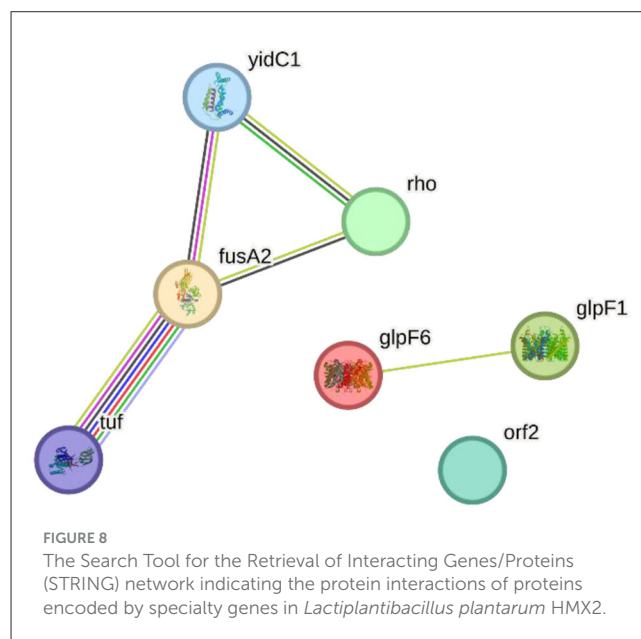 yidC1
rho
fusA2
glpF1
glpF6
tuf
orf2
FIGURE 8
The Search Tool for the Retrieval of Interacting Genes/Proteins
(STRING) network indicating the protein interactions of proteins
encoded by specialty genes in Lactiplantibacillus plantarum HMX2.